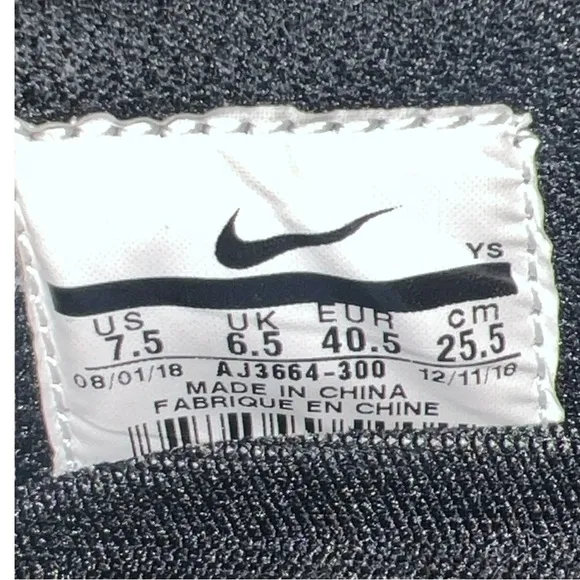 YS
US UK EUR cm
7.5 6.5 40.5 25.5
08/01/18 AJ3664-300 12/11/18
MADE IN CHINA
FABRIQUE EN CHINE